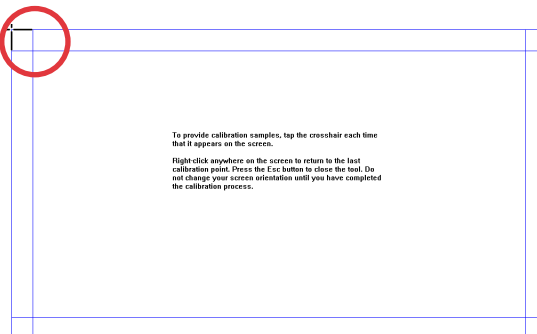 To provide calibration samples, tap the crosshair each time
that it appears on the screen.
Right-click anywhere on the screen to return to the last
calibration point. Press the Esc button to close the tool. Do
not change your screen orientation until you have completed
the calibration process.